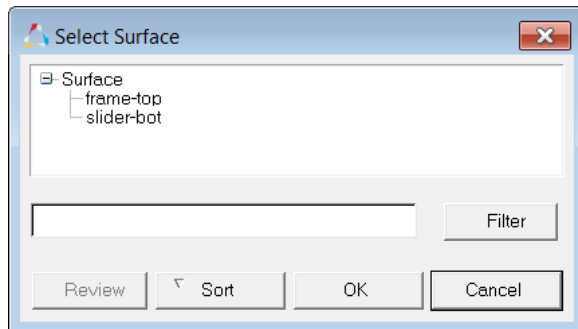 Select Surface
Surface
frame-top
slider-bot
Filter
Review
Sort
OK
Cancel